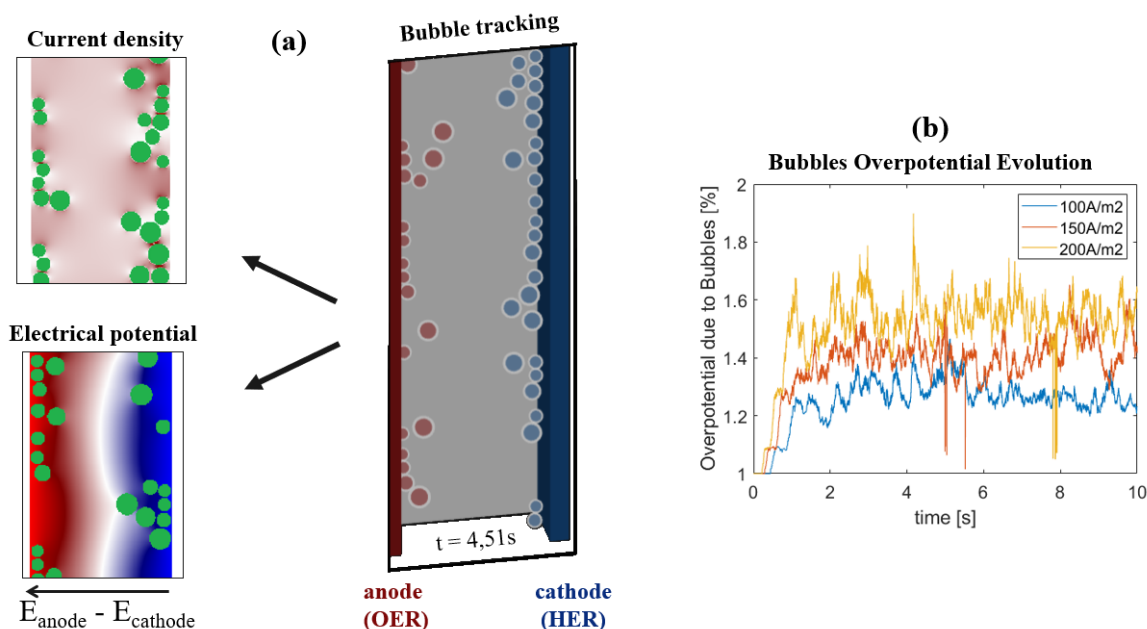 Current density
(a)
Bubble tracking
Electrical potential
E_anode - E_cathode
t = 4,51s
anode
(OER)
cathode
(HER)
(b)
Bubbles Overpotential Evolution
Overpotential due to Bubbles [%]
2
1.8
1.6
1.4
1.2
1
0
2
4
6
8
10
time [s]
100A/m2
150A/m2
200A/m2